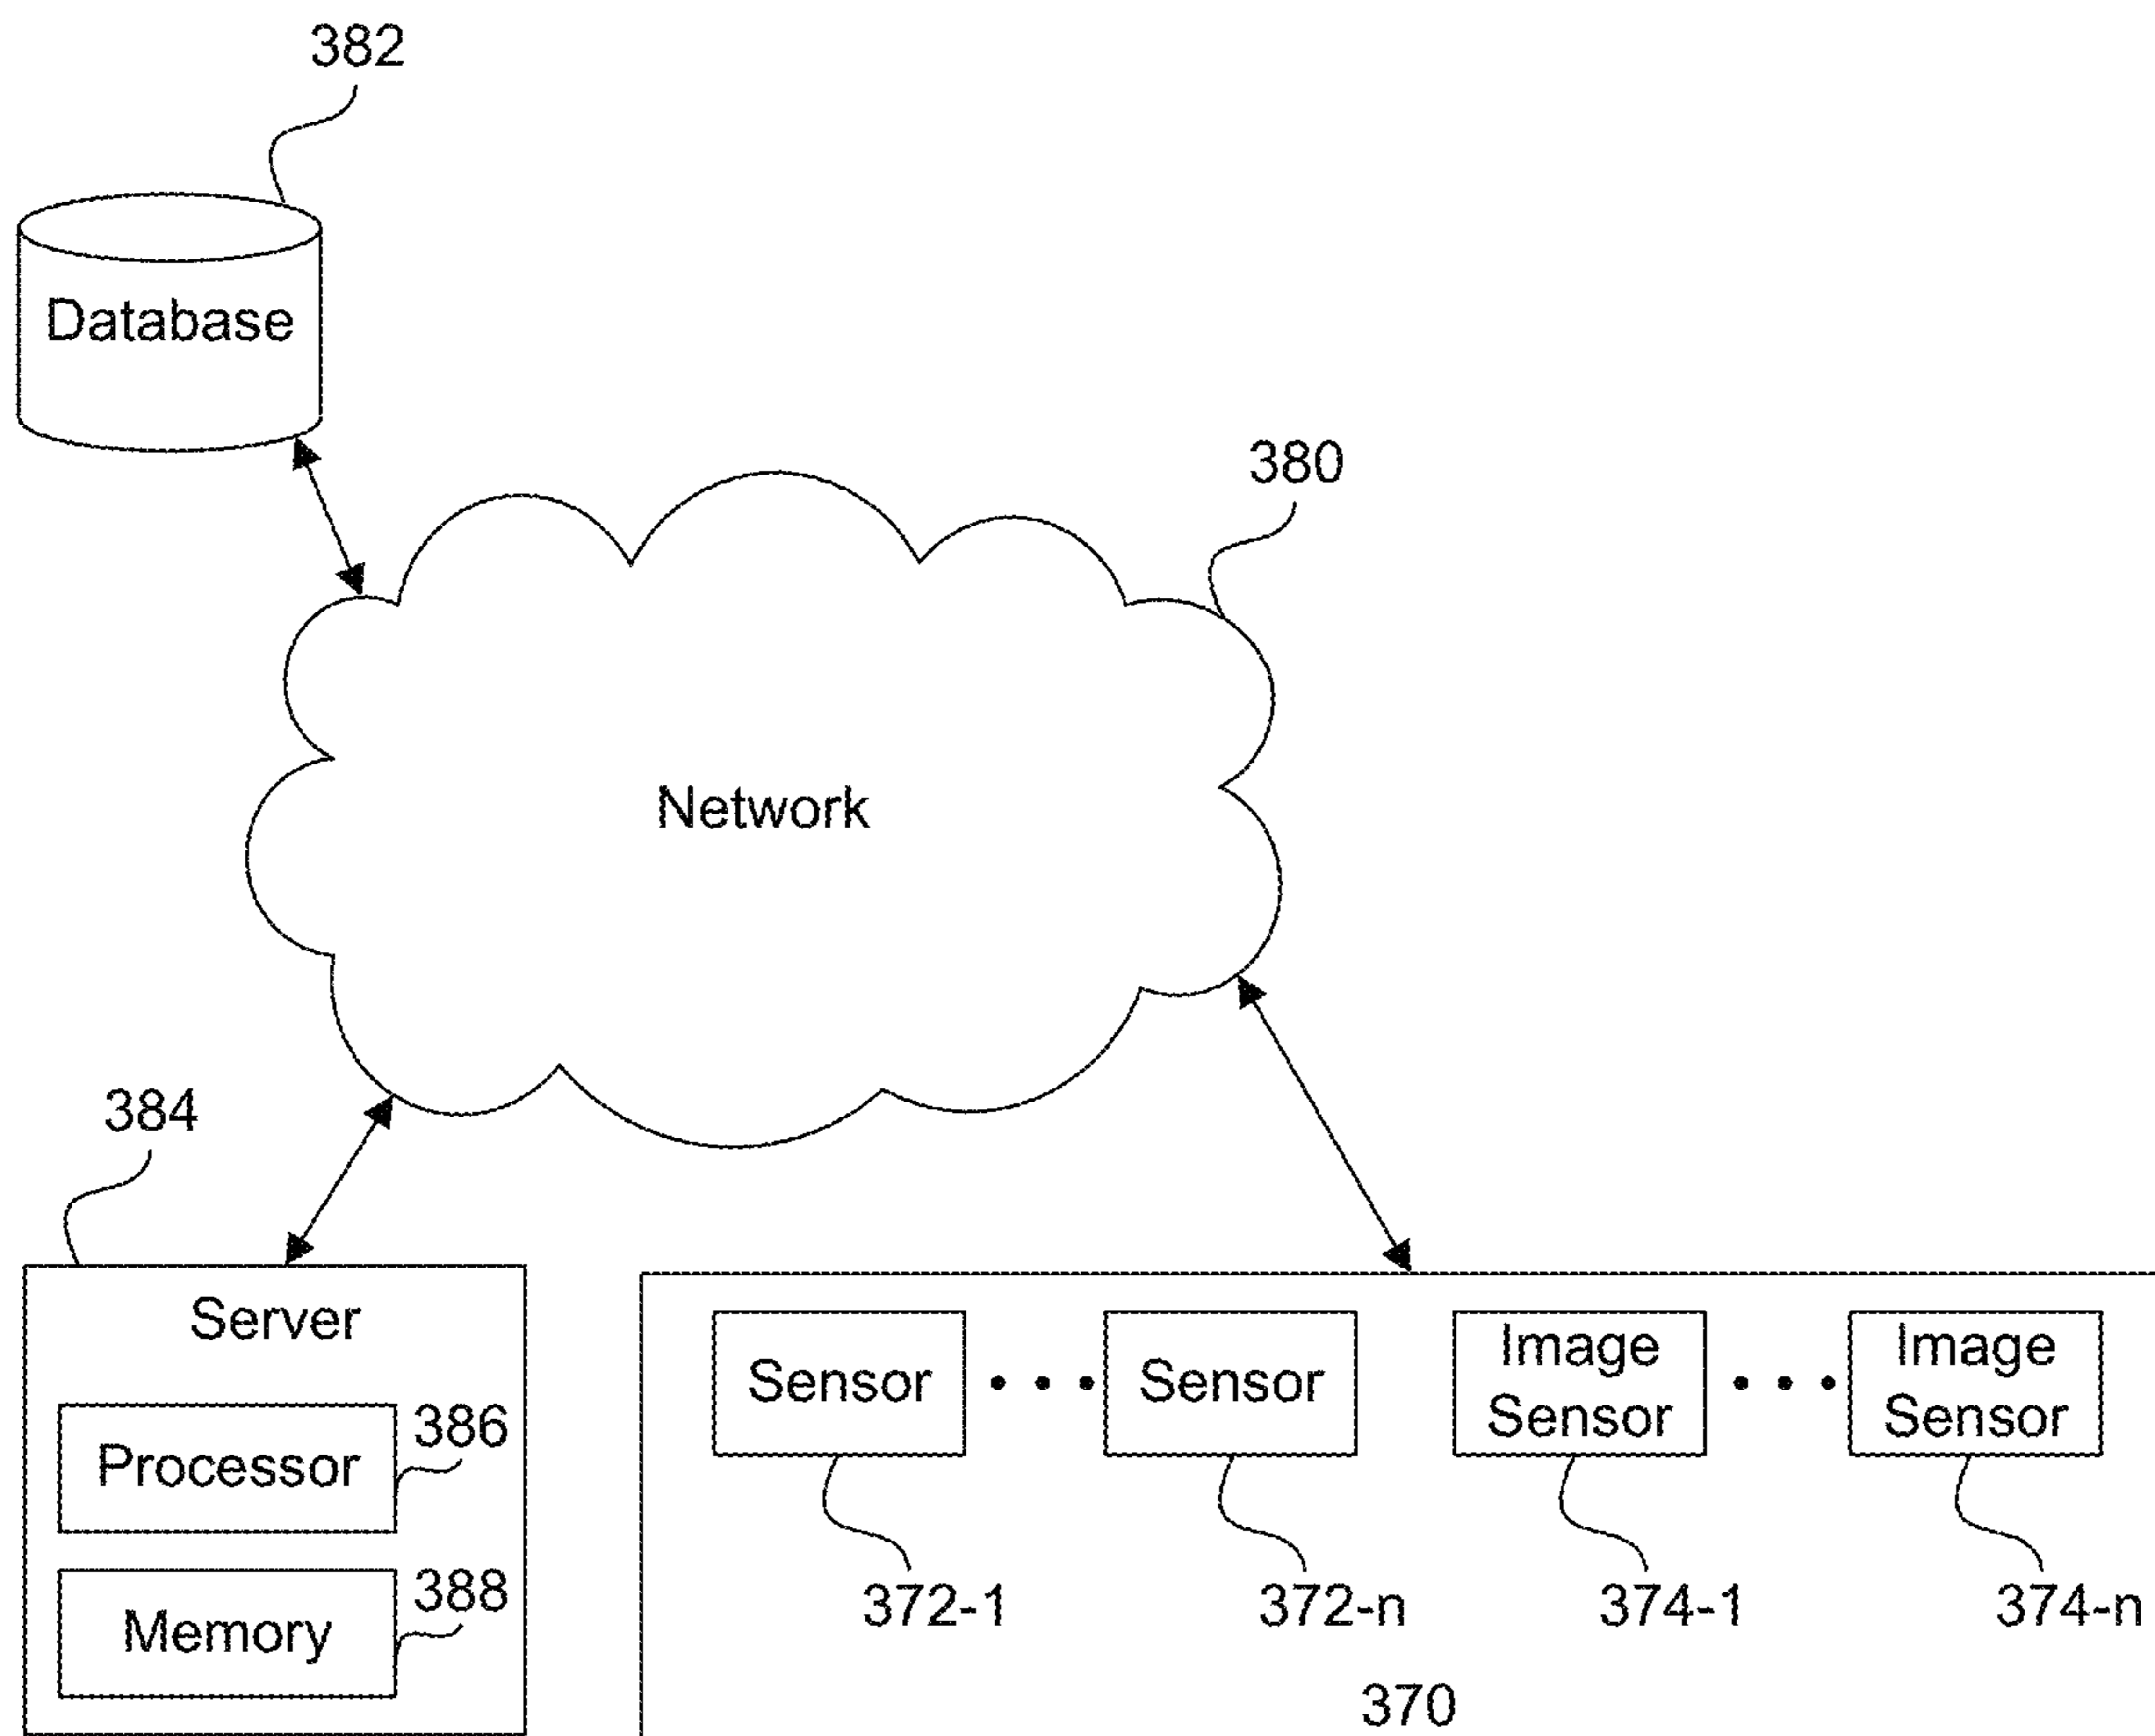 382
Database
380
Network
384
Server
386
Processor
388
Memory
Sensor • • • Sensor
Image
Sensor
• • •
Image
Sensor
372-1
372-n
374-1
374-n
370